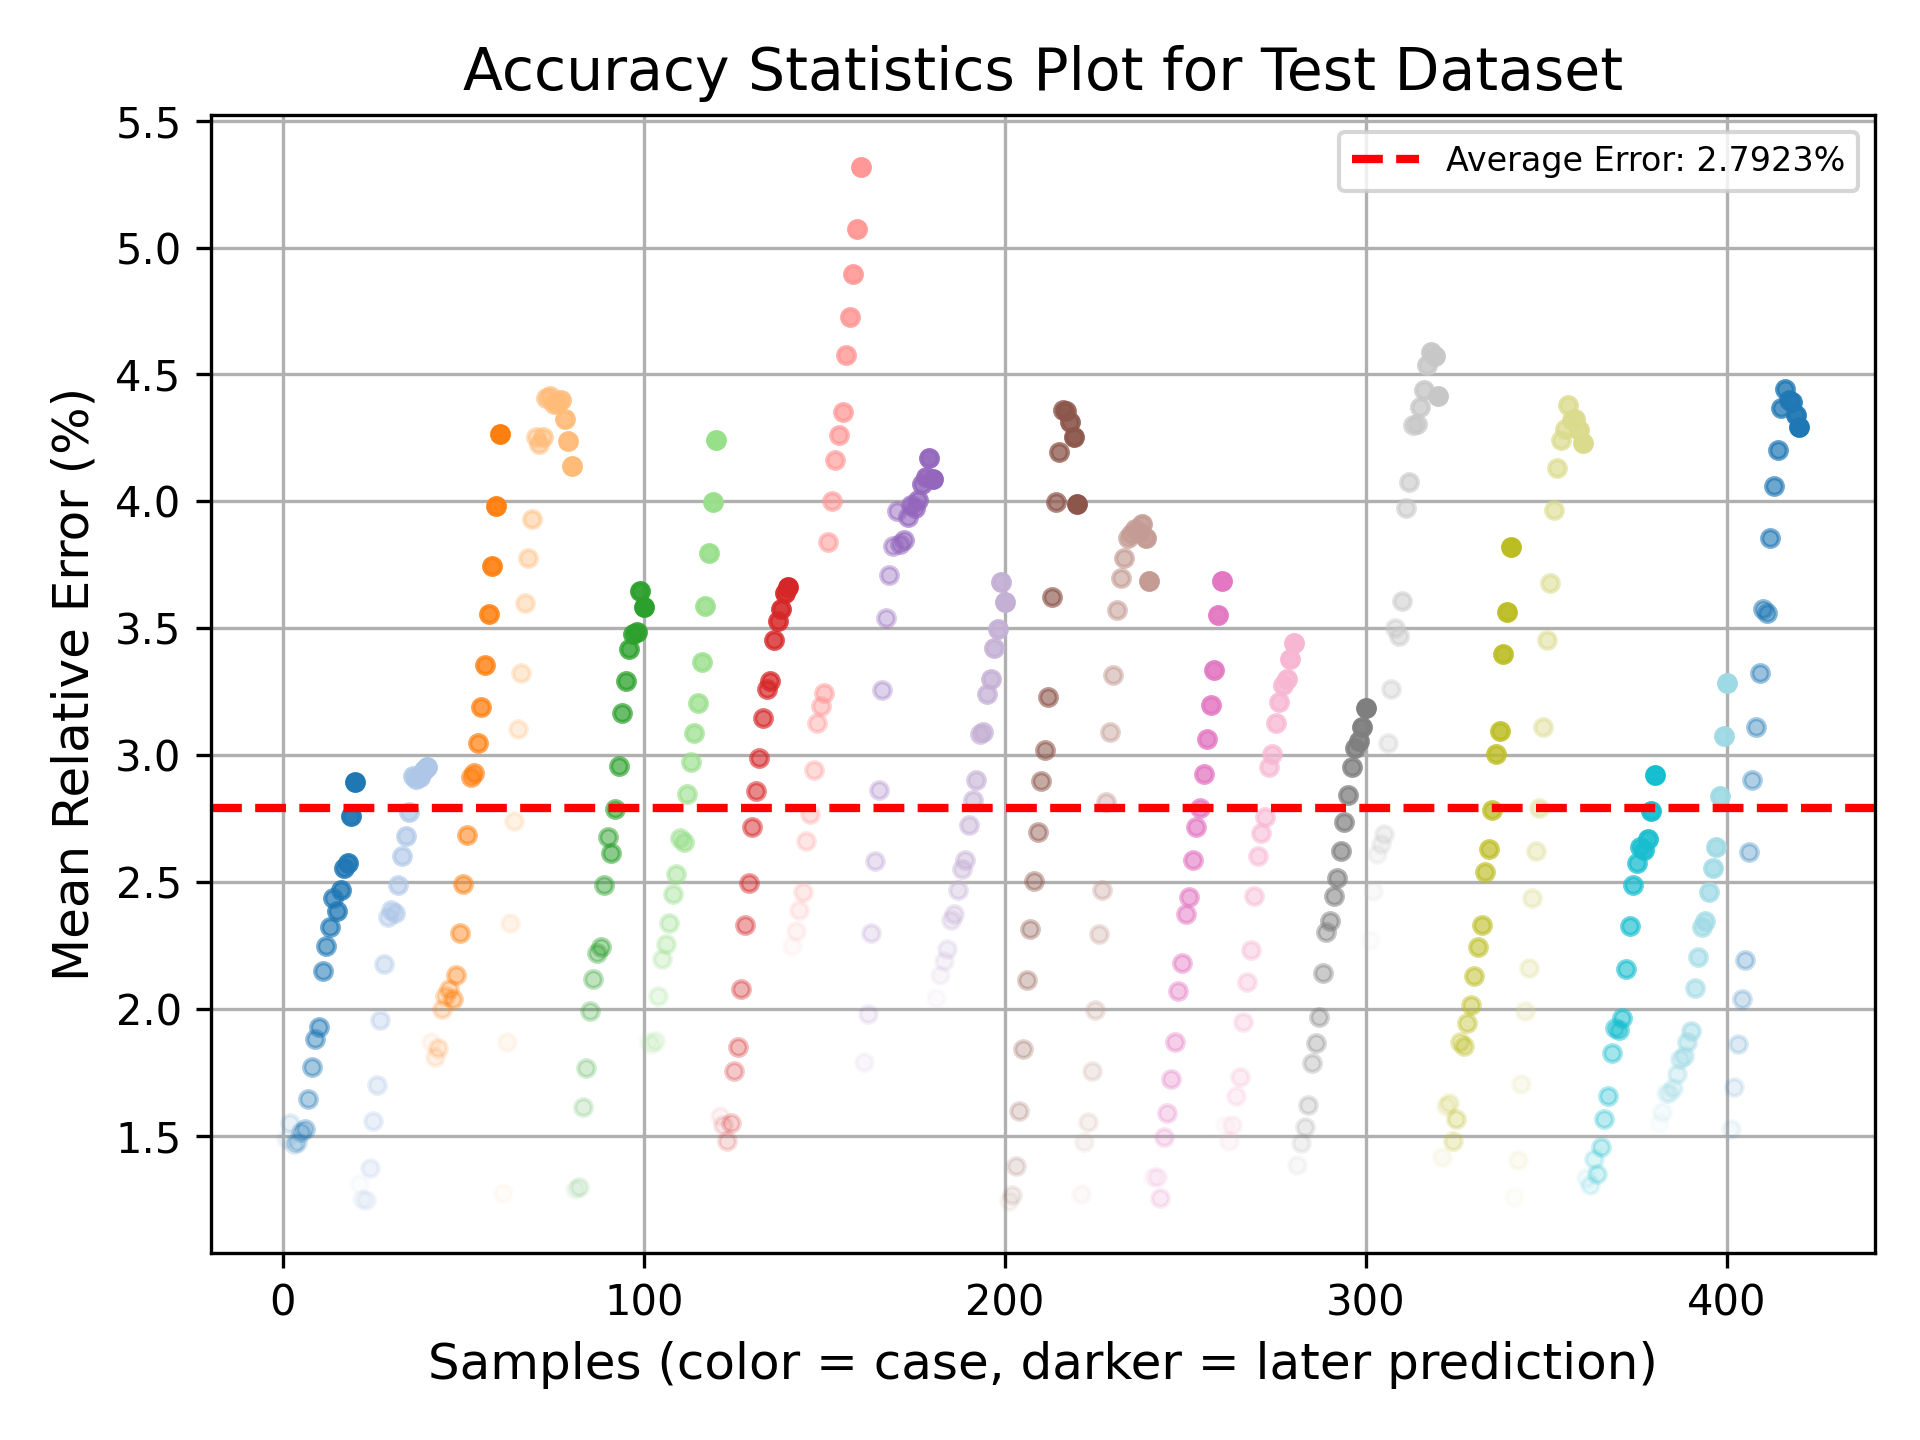 Accuracy Statistics Plot for Test Dataset
Average Error: 2.7923%
5.5
5.0
4.5
4.0
3.5
3.0
2.5
2.0
1.5
Mean Relative Error (%)
0 100 200 300 400
Samples (color = case, darker = later prediction)